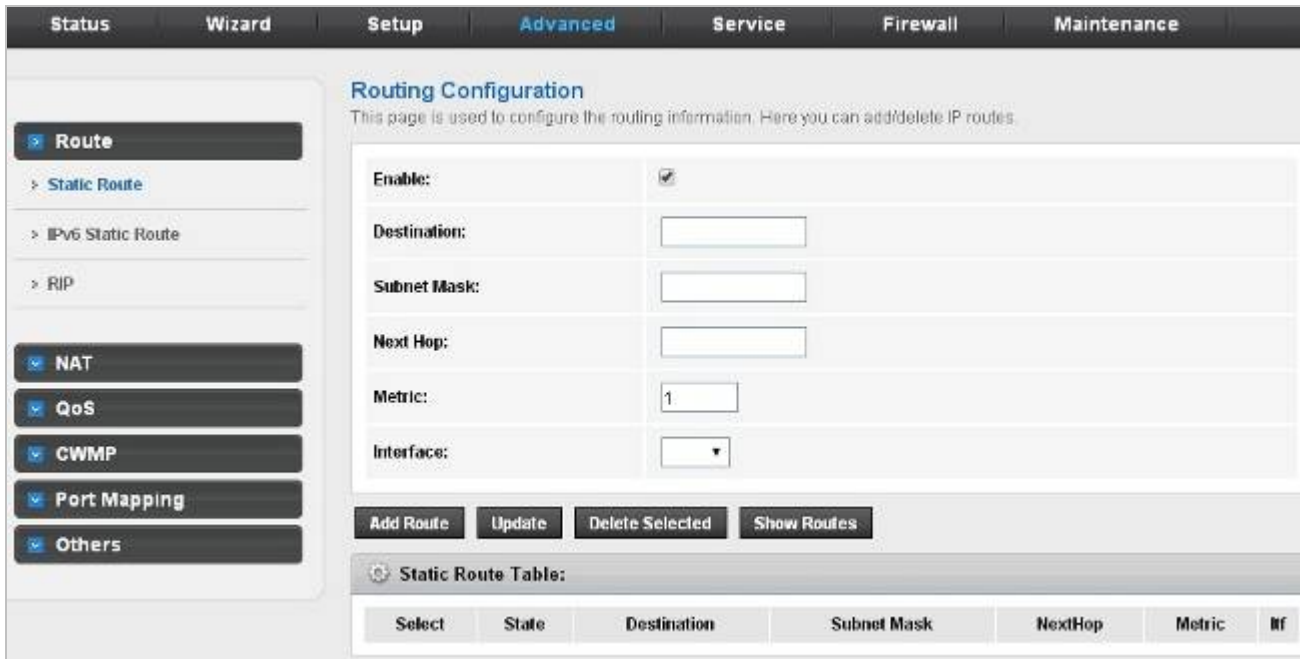 Status Wizard Setup Advanced Service Firewall Maintenance
Route
> Static Route
> IPv6 Static Route
> RIP
NAT
QoS
CWMP
Port Mapping
Others
Routing Configuration
This page is used to configure the routing information. Here you can add/delete IP routes.
Enable:
Destination:
Subnet Mask:
Next Hop:
Metric: 1
Interface:
Add Route Update Delete Selected Show Routes
Static Route Table:
Select State Destination Subnet Mask NextHop Metric Itf